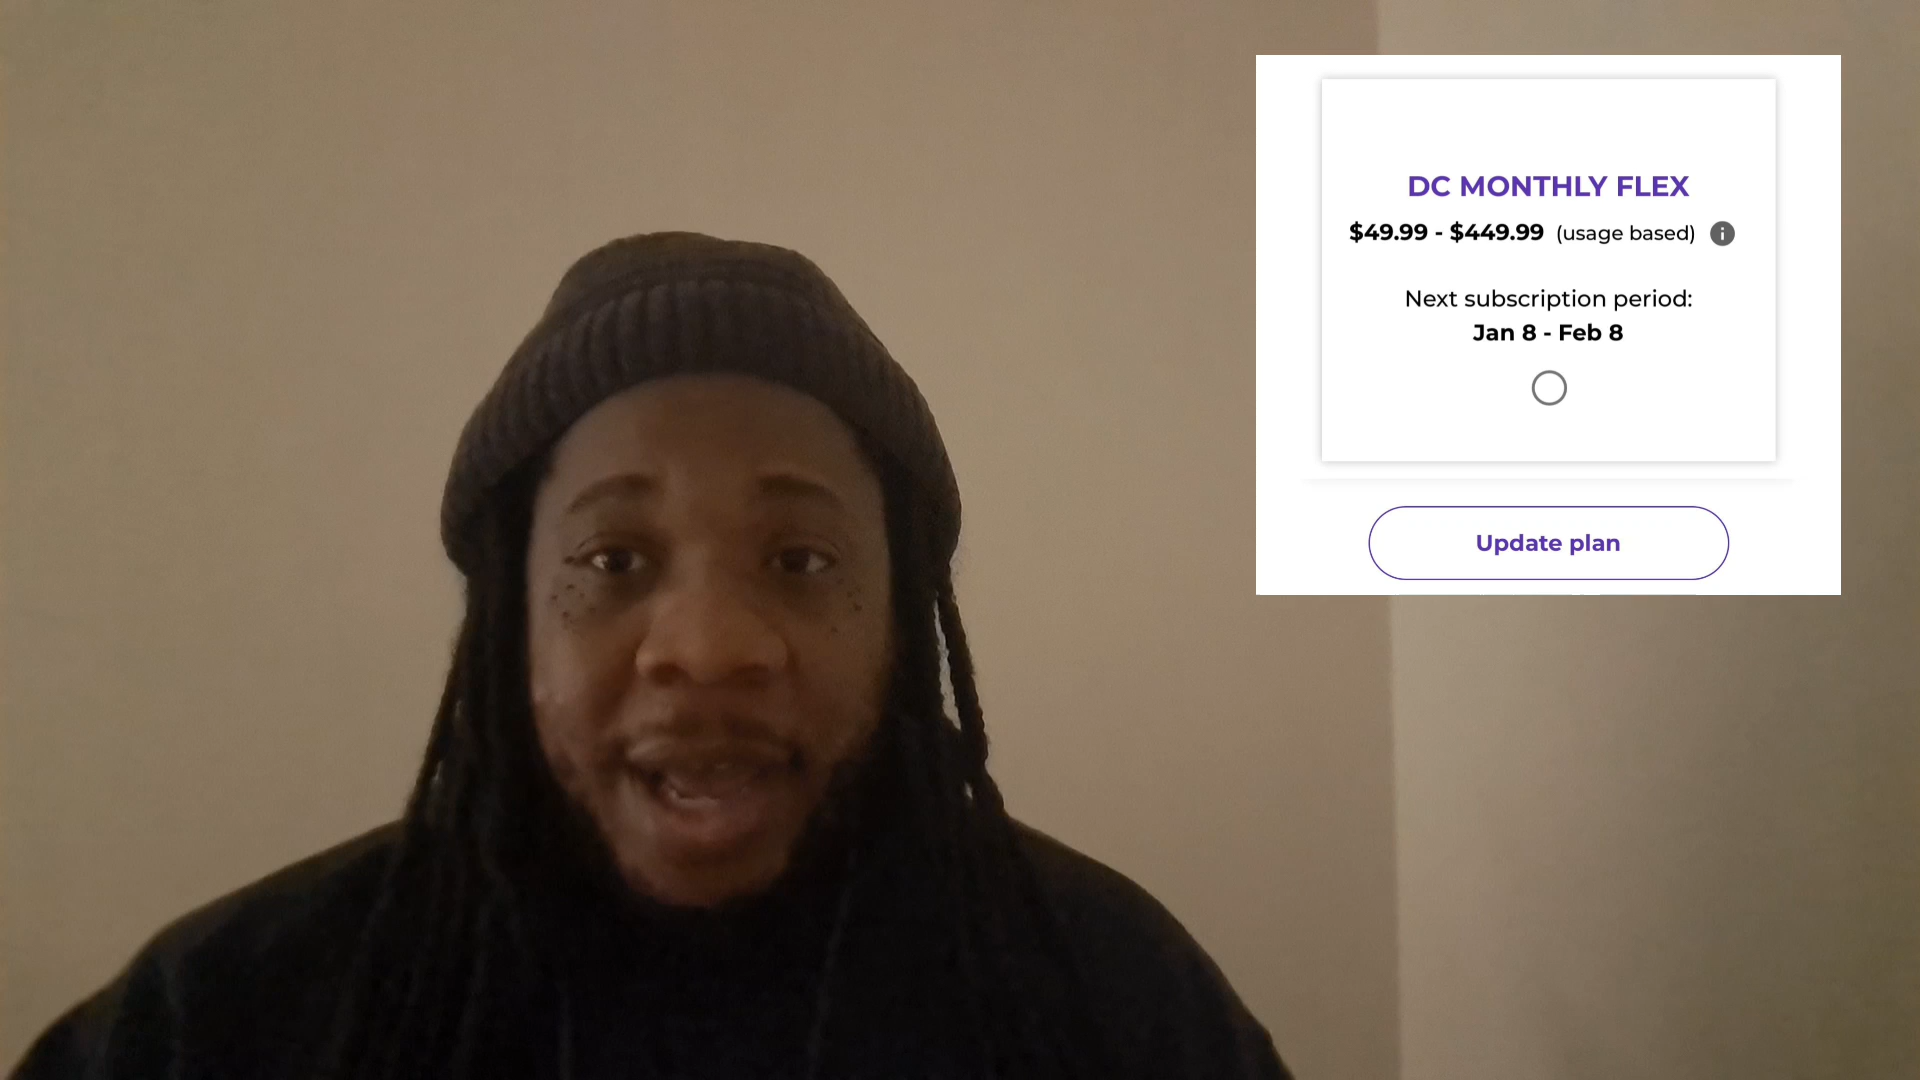 DC MONTHLY FLEX
$49.99 - $449.99 (usage based)
Next subscription period:
Jan 8 - Feb 8
Update plan